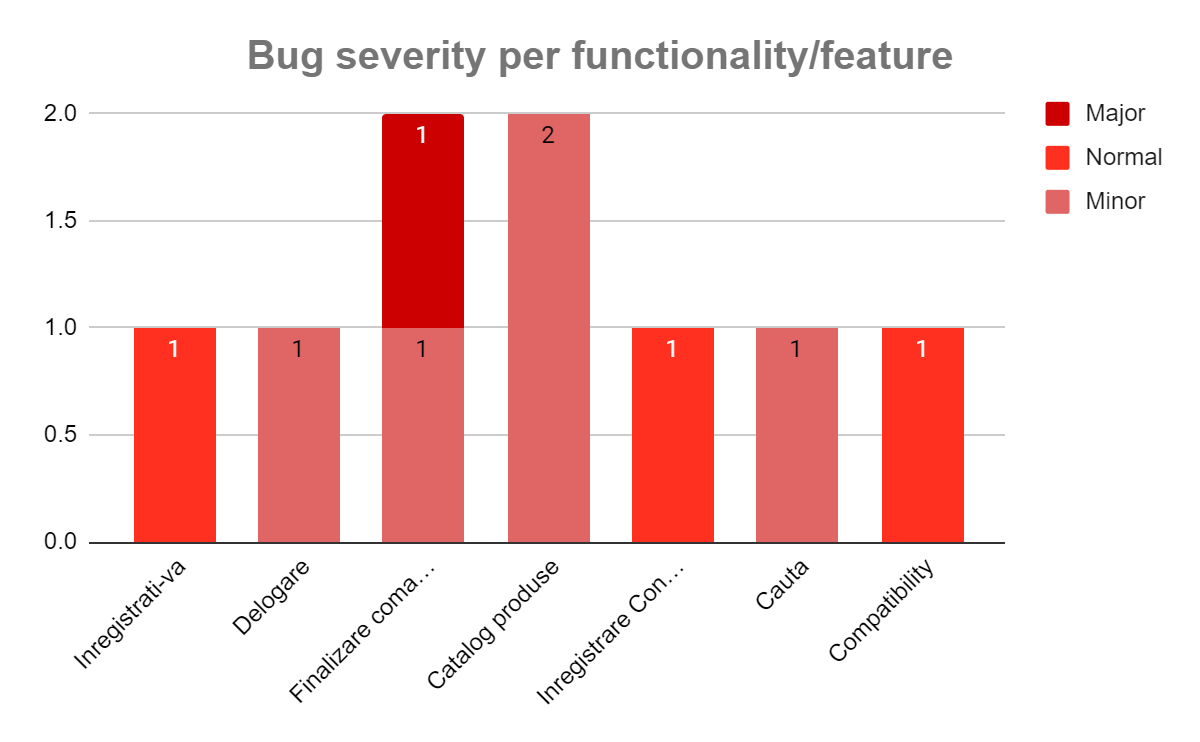 Bug severity per functionality/feature
2.0
1.5
1.0
0.5
0.0
1
2
1
1
1
1
1
1
Major
Normal
Minor
Inregistrati-va
Delogare
Finalizare coma…
Catalog produse
Inregistrare Con…
Cauta
Compatibility